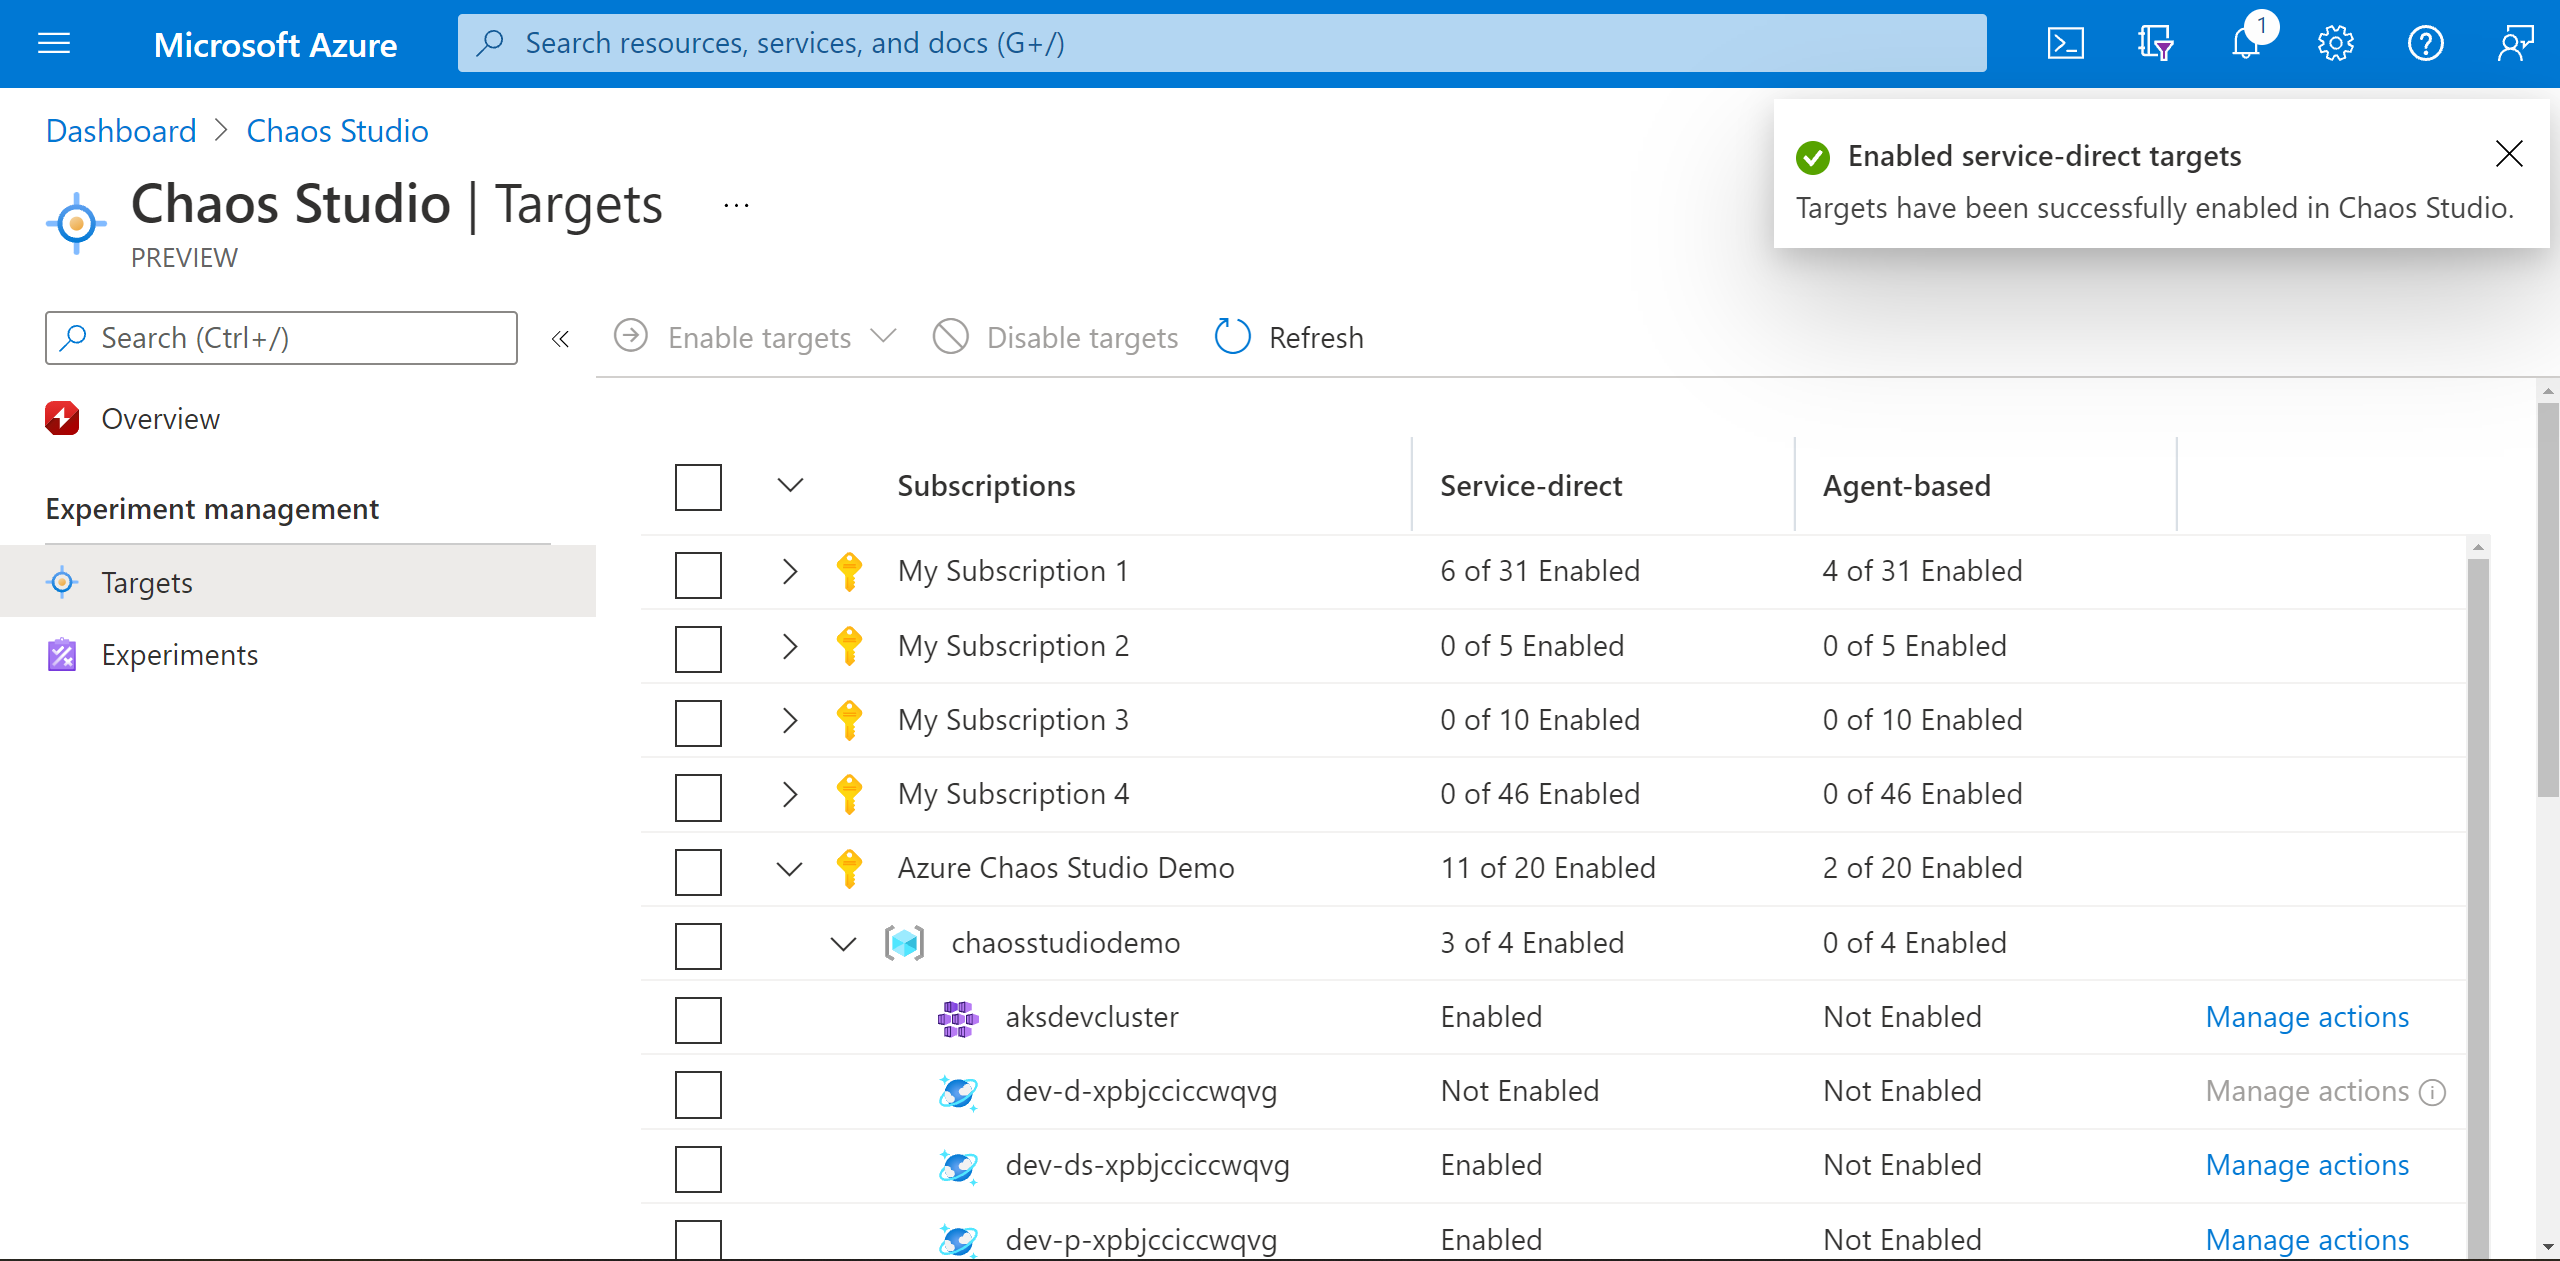 Microsoft Azure
Search resources, services, and docs (G+/)
1
Dashboard > Chaos Studio
Enabled service-direct targets
Targets have been successfully enabled in Chaos Studio.
Chaos Studio | Targets ...
PREVIEW
Search (Ctrl+/)
«
Enable targets
Disable targets
Refresh
Overview
Experiment management
Targets
Experiments
Subscriptions Service-direct Agent-based
My Subscription 1 6 of 31 Enabled 4 of 31 Enabled
My Subscription 2 0 of 5 Enabled 0 of 5 Enabled
My Subscription 3 0 of 10 Enabled 0 of 10 Enabled
My Subscription 4 0 of 46 Enabled 0 of 46 Enabled
Azure Chaos Studio Demo 11 of 20 Enabled 2 of 20 Enabled
chaosstudiodemo 3 of 4 Enabled 0 of 4 Enabled
aksdevcluster Enabled Not Enabled Manage actions
dev-d-xpbjcciccwqvg Not Enabled Not Enabled Manage actions
dev-ds-xpbjcciccwqvg Enabled Not Enabled Manage actions
dev-p-xpbjcciccwqvg Enabled Not Enabled Manage actions